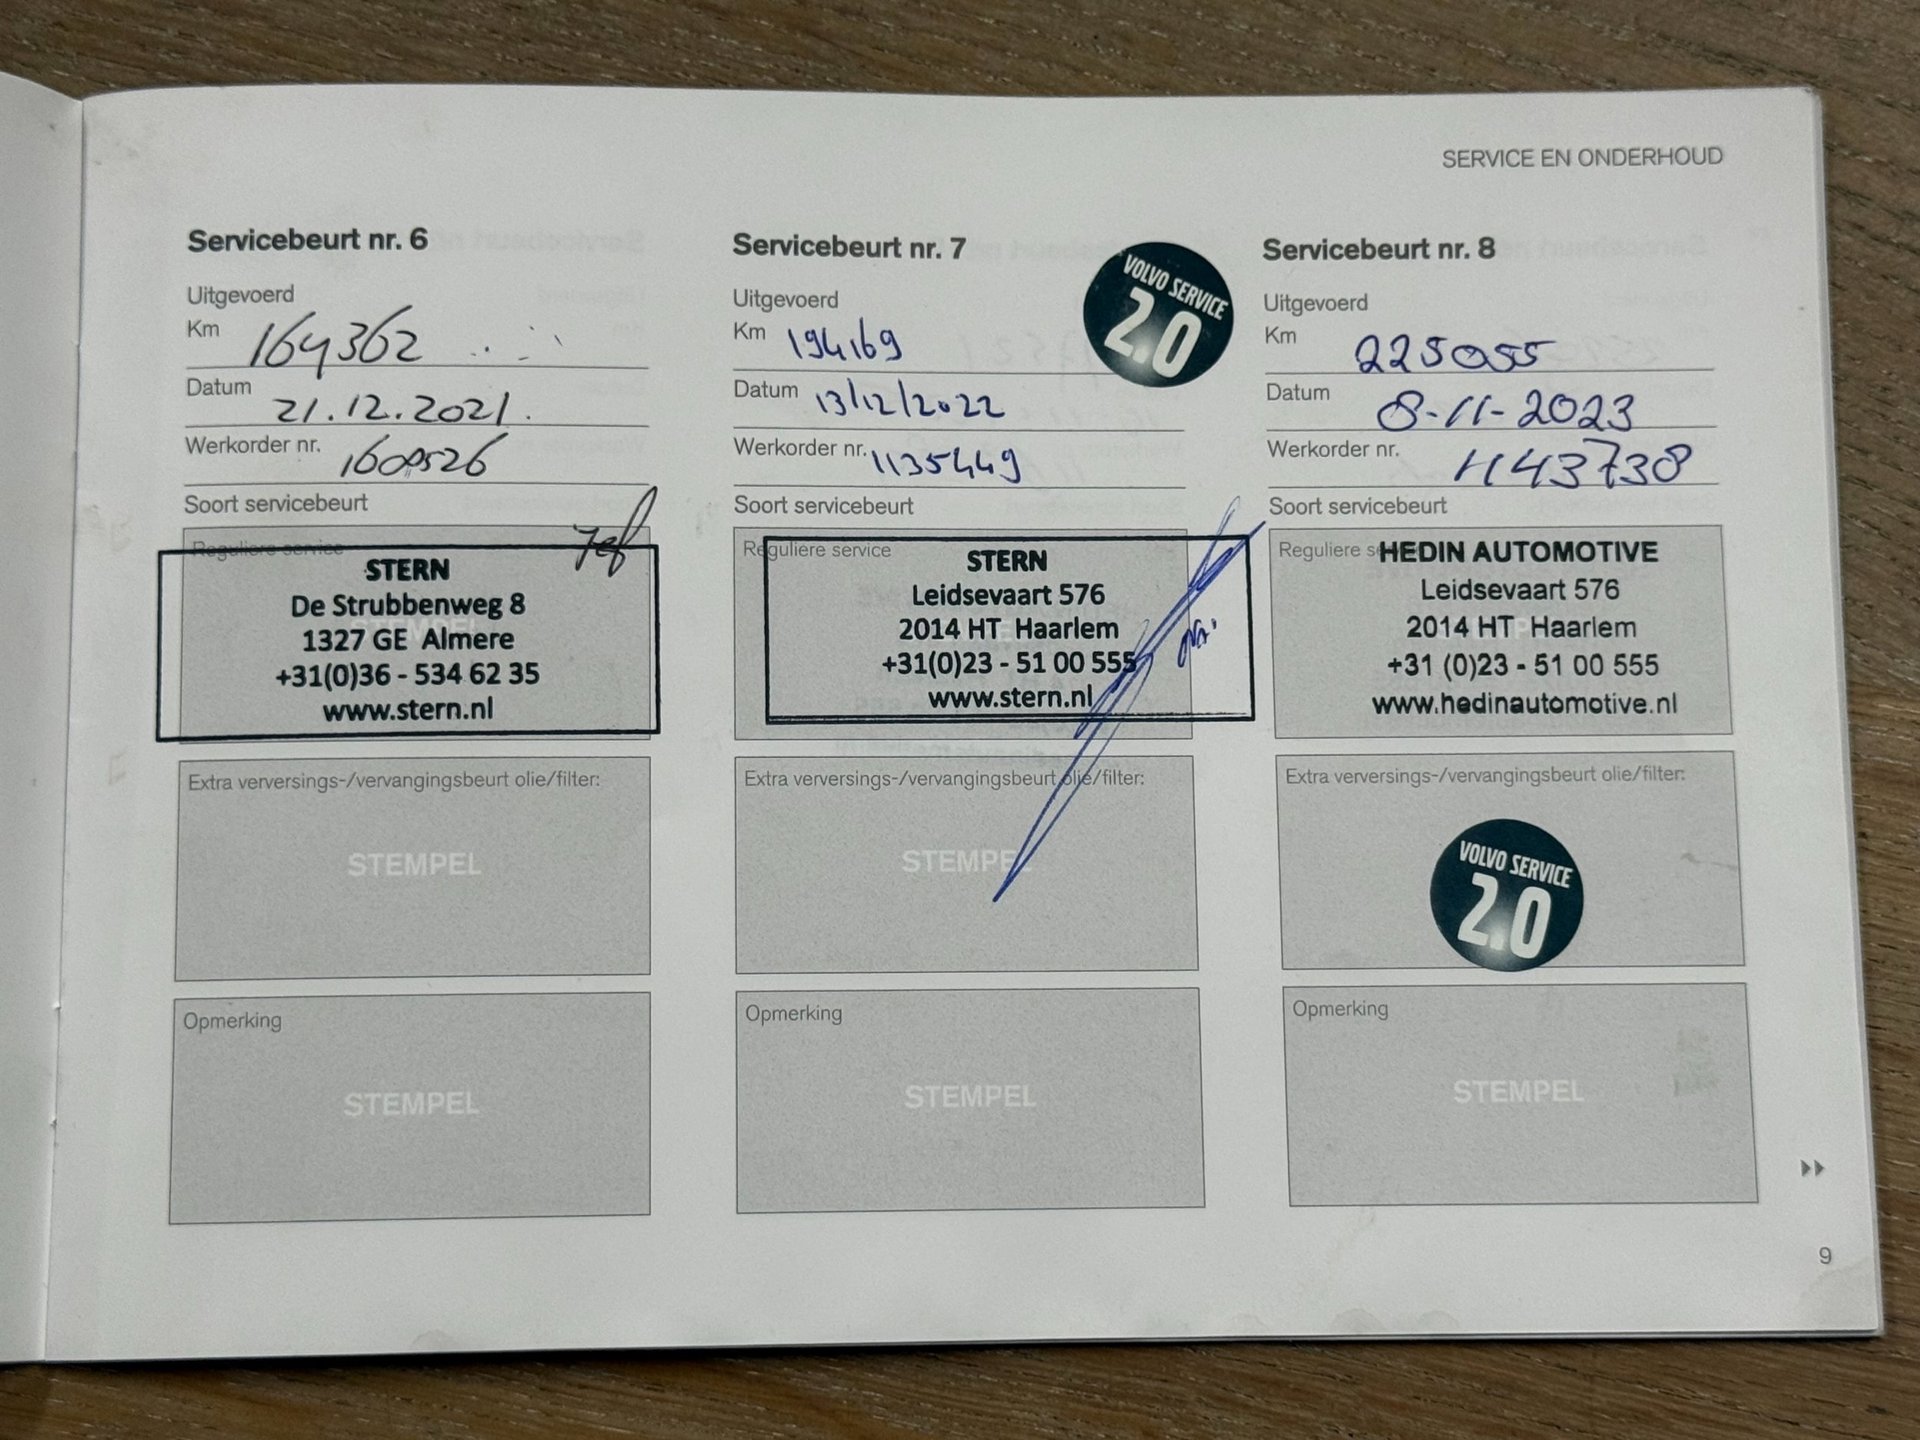 SERVICE EN ONDERHOUD
Servicebeurt nr. 6
Uitgevoerd
Km 164362
Datum 21.12.2021.
Werkorder nr. 1608526
Soort servicebeurt
Reguliere service
STERN
De Strubbenweg 8
1327 GE Almere
+31(0)36 - 534 62 35
www.stern.nl
Extra verversings-/vervangingsbeurt olie/filter:
STEMPEL
Opmerking
STEMPEL
Servicebeurt nr. 7
Uitgevoerd
Km 194169
Datum 13/12/2022
Werkorder nr. 1135449
Soort servicebeurt
Reguliere service
STERN
Leidsevaart 576
2014 HT Haarlem
+31(0)23 - 51 00 555
www.stern.nl
Extra verversings-/vervangingsbeurt olie/filter:
STEMPEL
Opmerking
STEMPEL
VOLVO SERVICE
2.0
Servicebeurt nr. 8
Uitgevoerd
Km 225055
Datum 8-11-2023
Werkorder nr. 1143738
Soort servicebeurt
Reguliere s
HEDIN AUTOMOTIVE
Leidsevaart 576
2014 HT Haarlem
+31 (0)23 - 51 00 555
www.hedinautomotive.nl
Extra verversings-/vervangingsbeurt olie/filter:
VOLVO SERVICE
2.0
Opmerking
STEMPEL
9